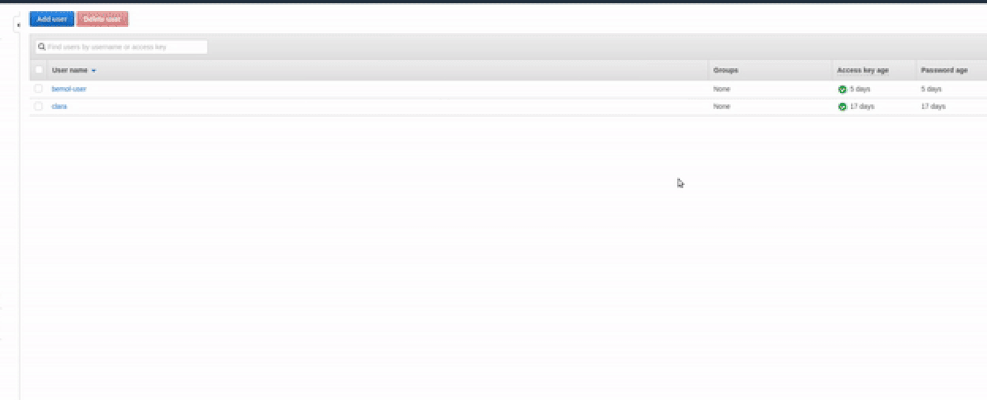 Add user Delete user
Find users by username or access key
User name Groups Access key age Password age
bemol-user None 5 days 5 days
clara None 17 days 17 days